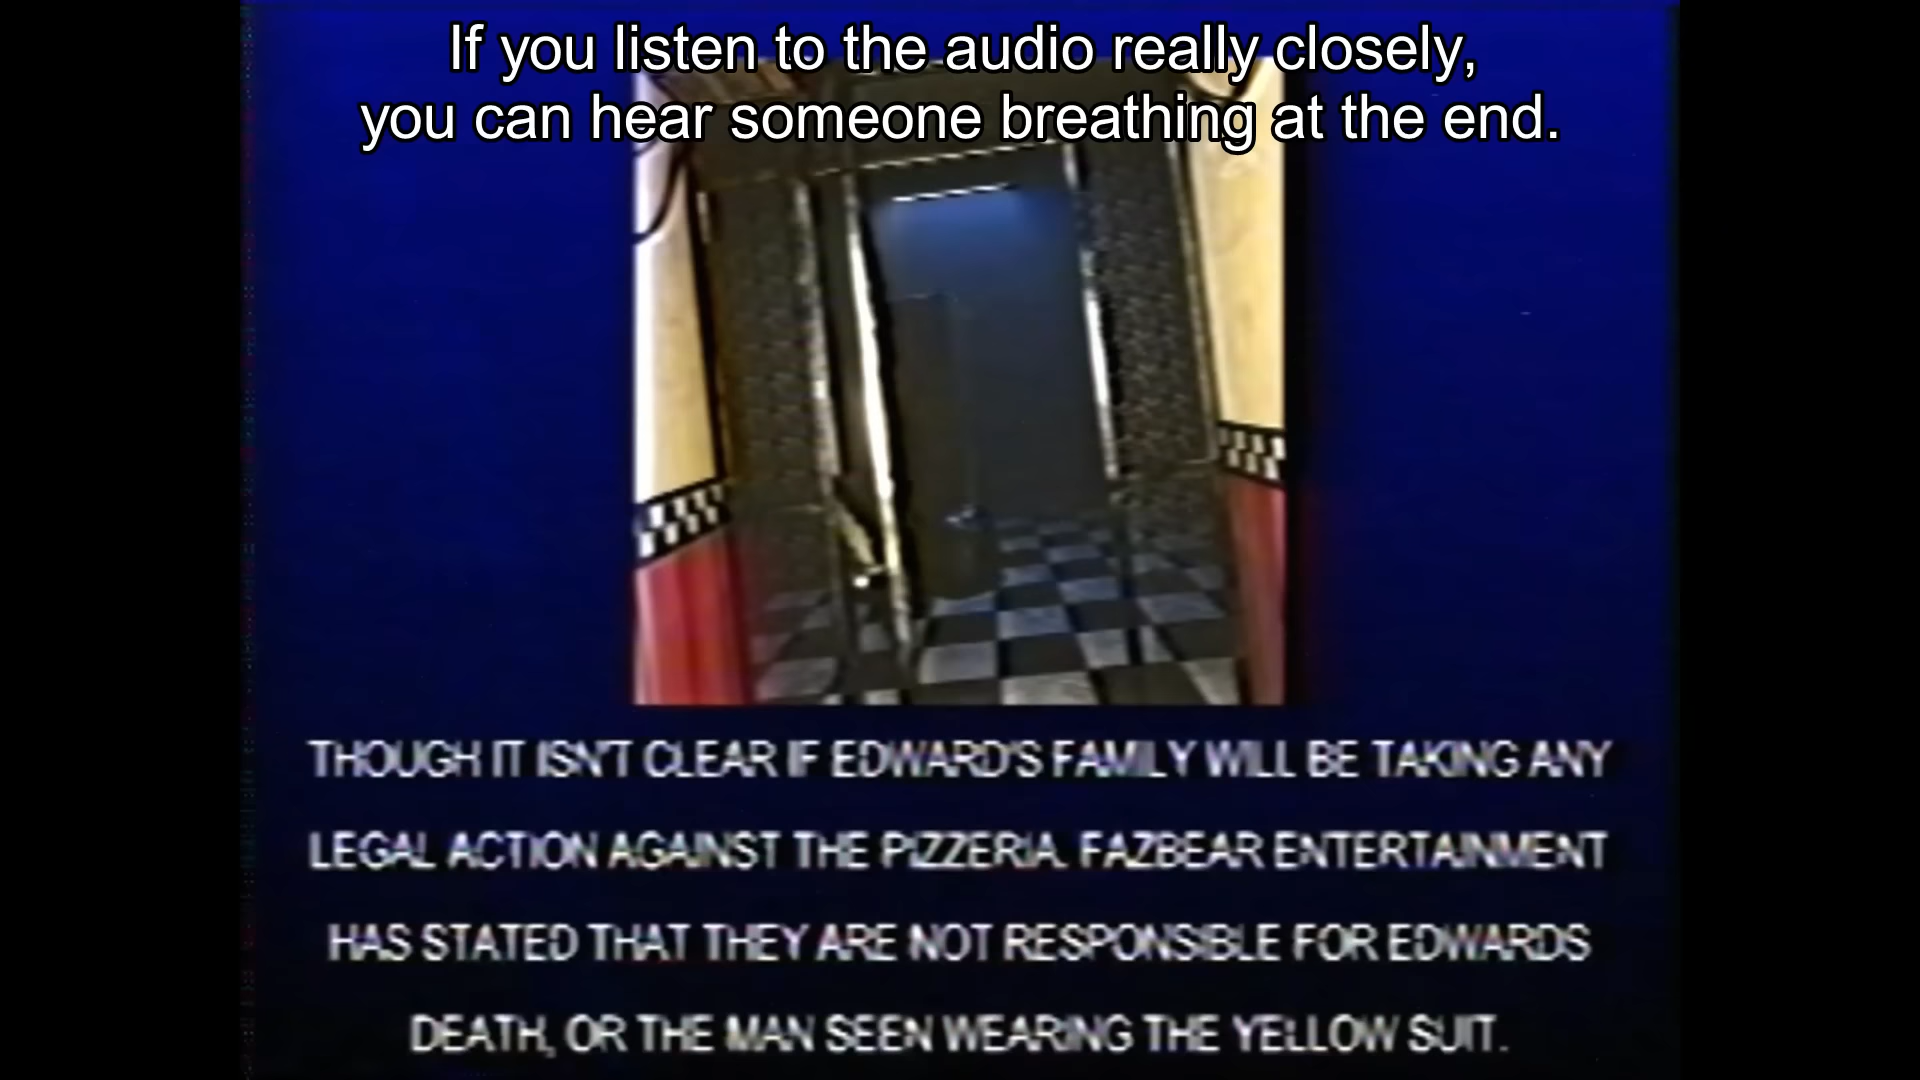 If you listen to the audio really closely,
you can hear someone breathing at the end.
THOUGH IT ISN'T CLEAR IF EDWARD'S FAMILY WILL BE TAKING ANY
LEGAL ACTION AGAINST THE PIZZERIA. FAZBEAR ENTERTAINMENT
HAS STATED THAT THEY ARE NOT RESPONSIBLE FOR EDWARDS
DEATH, OR THE MAN SEEN WEARING THE YELLOW SUIT.